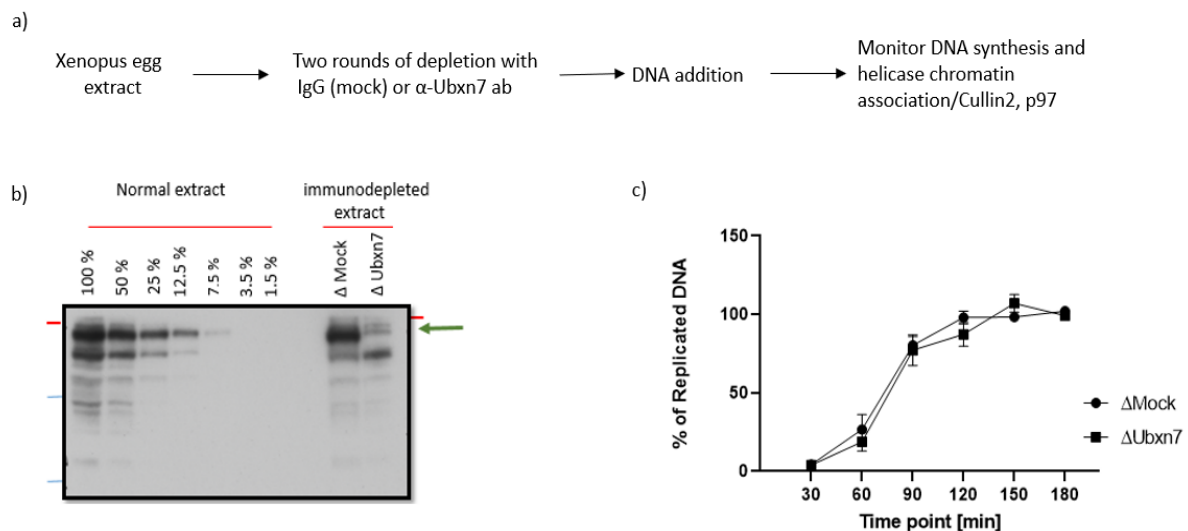 a)
Xenopus egg
extract
Two rounds of depletion with
IgG (mock) or α-Ubxn7 ab
DNA addition
Monitor DNA synthesis and
helicase chromatin
association/Cullin2, p97
b)
Normal extract
immunodepleted
extract
100 %
50 %
25 %
12.5 %
7.5 %
3.5 %
1.5 %
Δ Mock
Δ Ubxn7
c)
% of Replicated DNA
150
100
50
0
30 60 90 120 150 180
Time point [min]
ΔMock
ΔUbxn7